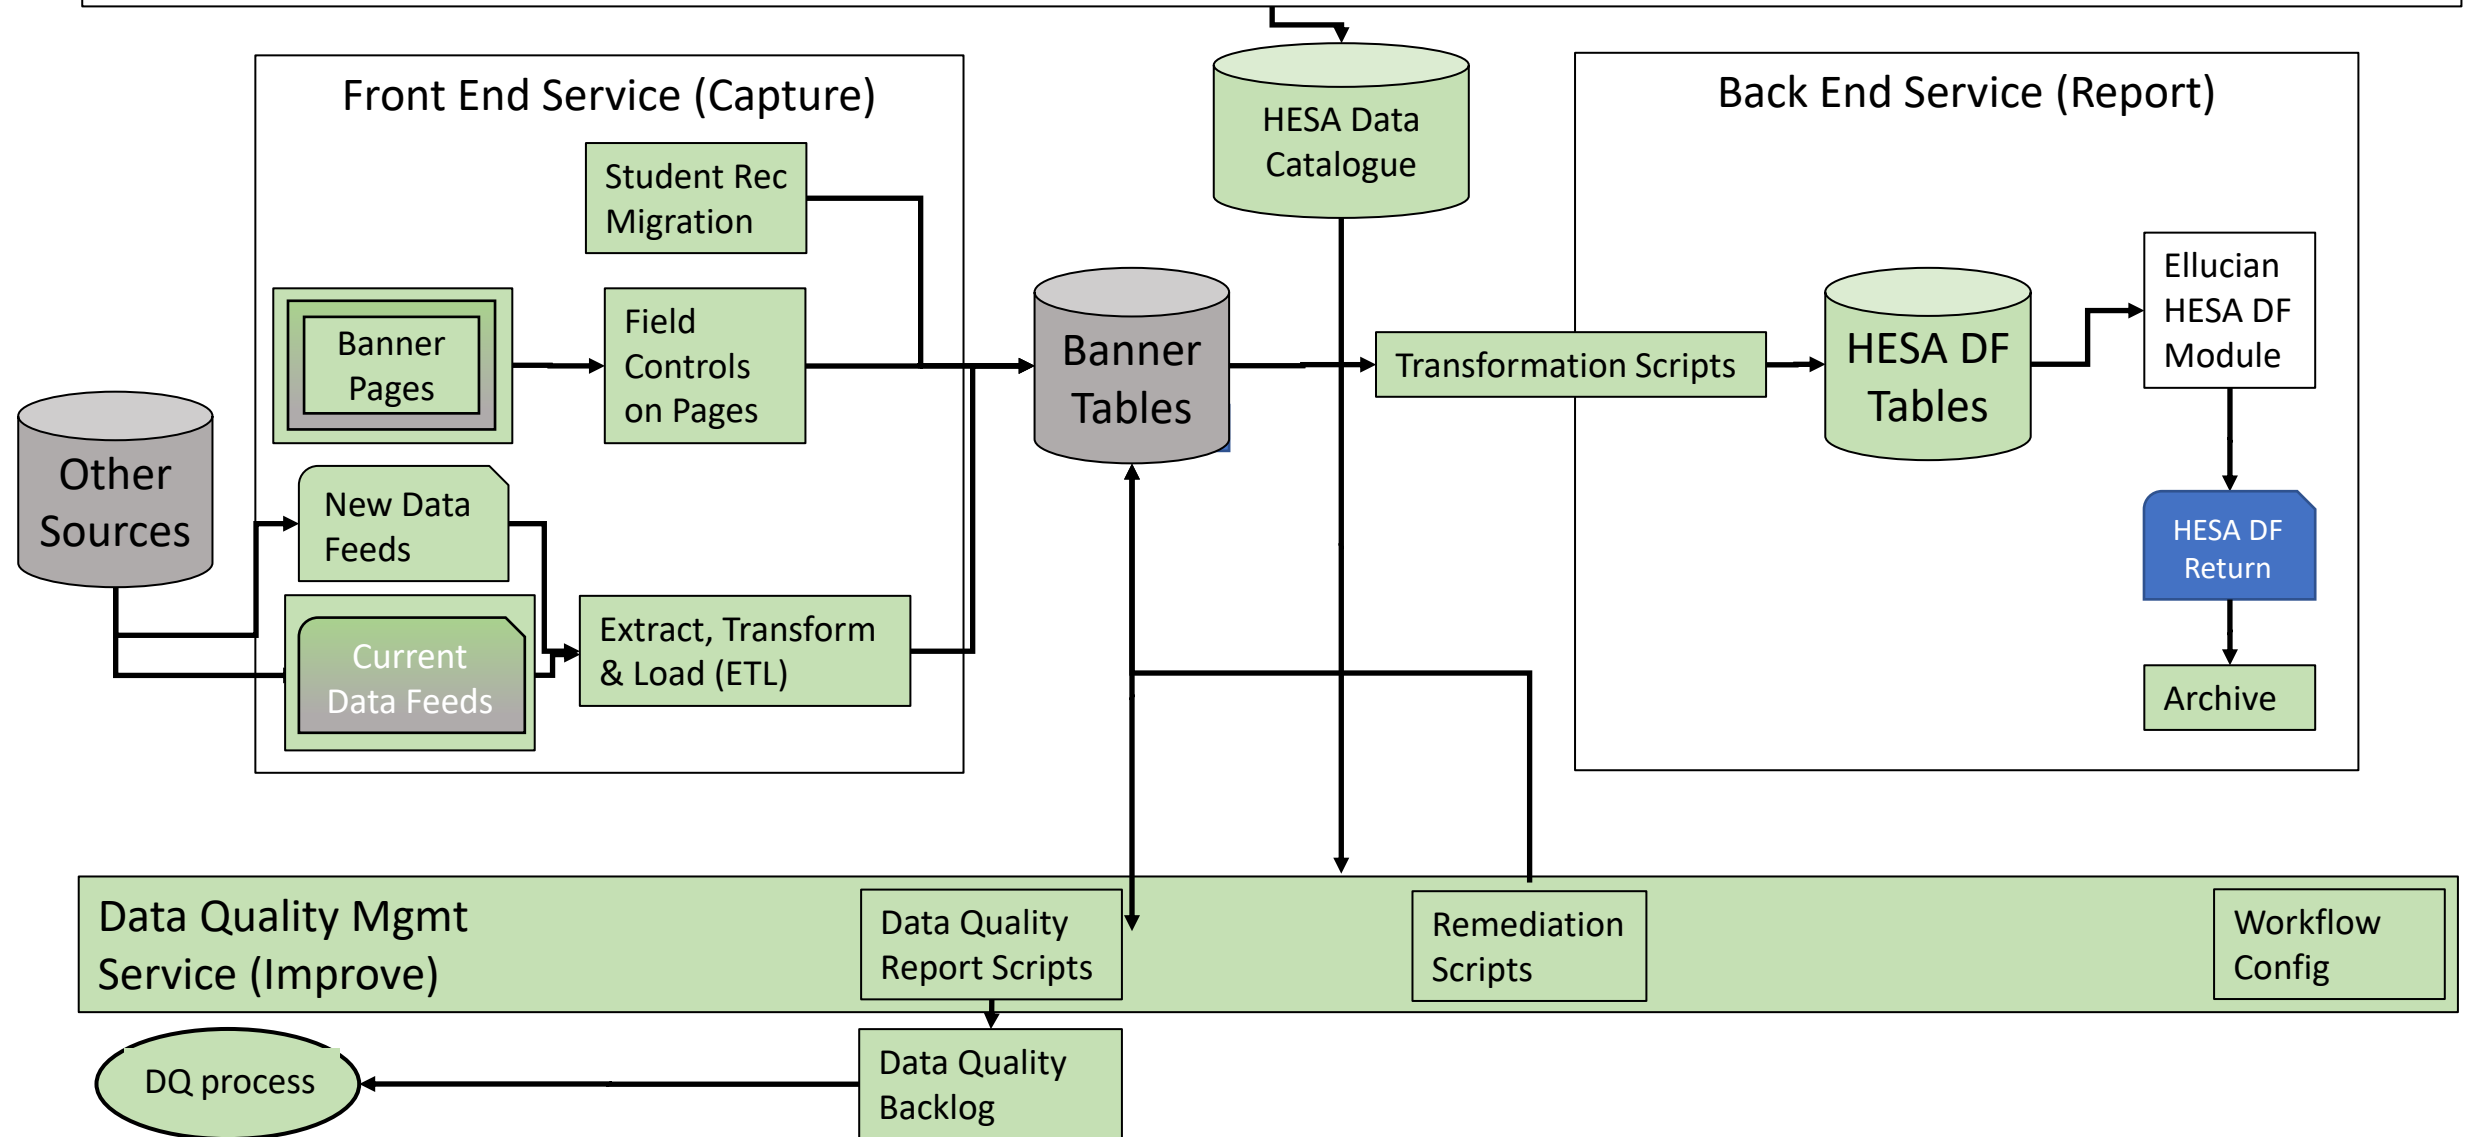 Front End Service (Capture)
Student Rec
Migration
Banner
Pages
Field
Controls
on Pages
Other
Sources
New Data
Feeds
Current
Data Feeds
Extract, Transform
& Load (ETL)
HESA Data
Catalogue
Banner
Tables
Back End Service (Report)
Transformation Scripts
HESA DF
Tables
Ellucian
HESA DF
Module
HESA DF
Return
Archive
Data Quality Mgmt
Service (Improve)
Data Quality
Report Scripts
Remediation
Scripts
Workflow
Config
DQ process
Data Quality
Backlog